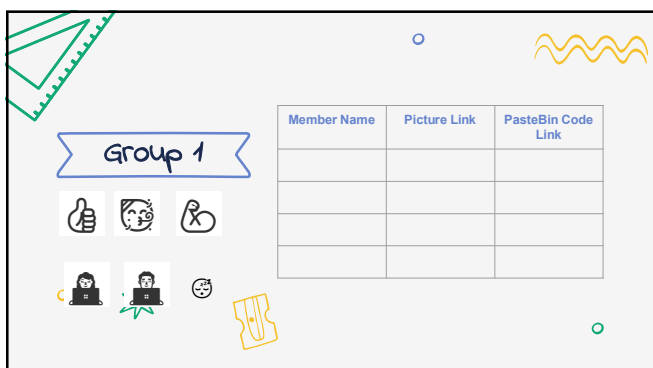 Group 1
Member Name
Picture Link
PasteBin Code
Link